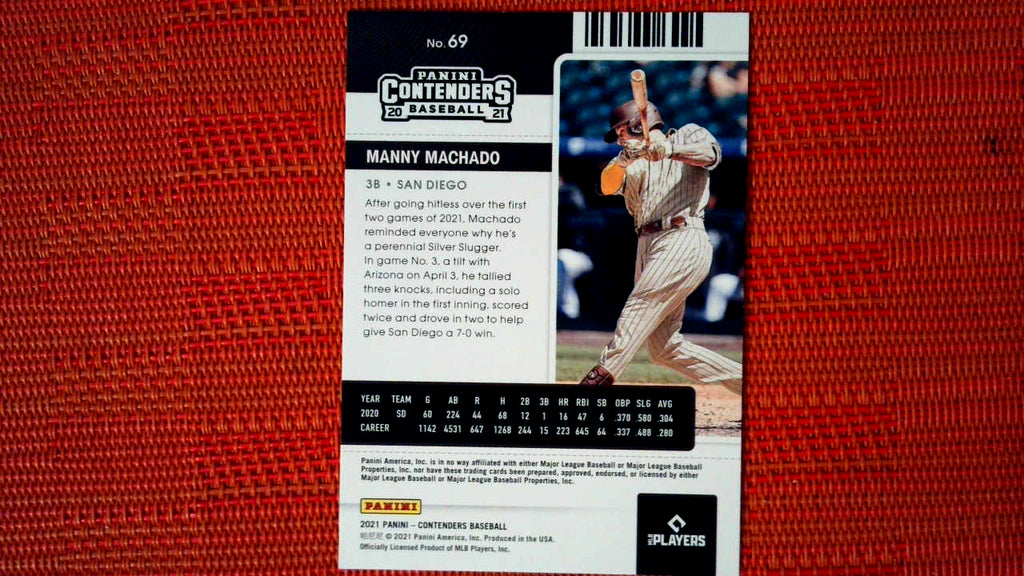 No. 69
PANINI
CONTENDERS
20 BASEBALL 21
MANNY MACHADO
3B • SAN DIEGO
After going hitless over the first
two games of 2021, Machado
reminded everyone why he's
a perennial Silver Slugger.
In game No. 3, a tilt with
Arizona on April 3, he tallied
three knocks, including a solo
homer in the first inning, scored
twice and drove in two to help
give San Diego a 7-0 win.
YEAR TEAM G AB R H 2B 3B HR RBI SB OBP SLG AVG
2020 SD 60 224 44 68 12 1 16 47 6 .370 .580 .304
CAREER 1142 4531 647 1268 244 15 223 645 64 .337 .488 .280
Panini America, Inc. is in no way affiliated with either Major League Baseball or Major League Baseball
Properties, Inc. nor have these trading cards been prepared, approved, endorsed, or licensed by either
Major League Baseball or Major League Baseball Properties, Inc.
PANINI
2021 PANINI – CONTENDERS BASEBALL
帕尼尼 © 2021 Panini America, Inc. Produced in the USA.
Officially Licensed Product of MLB Players, Inc.
MLB PLAYERS